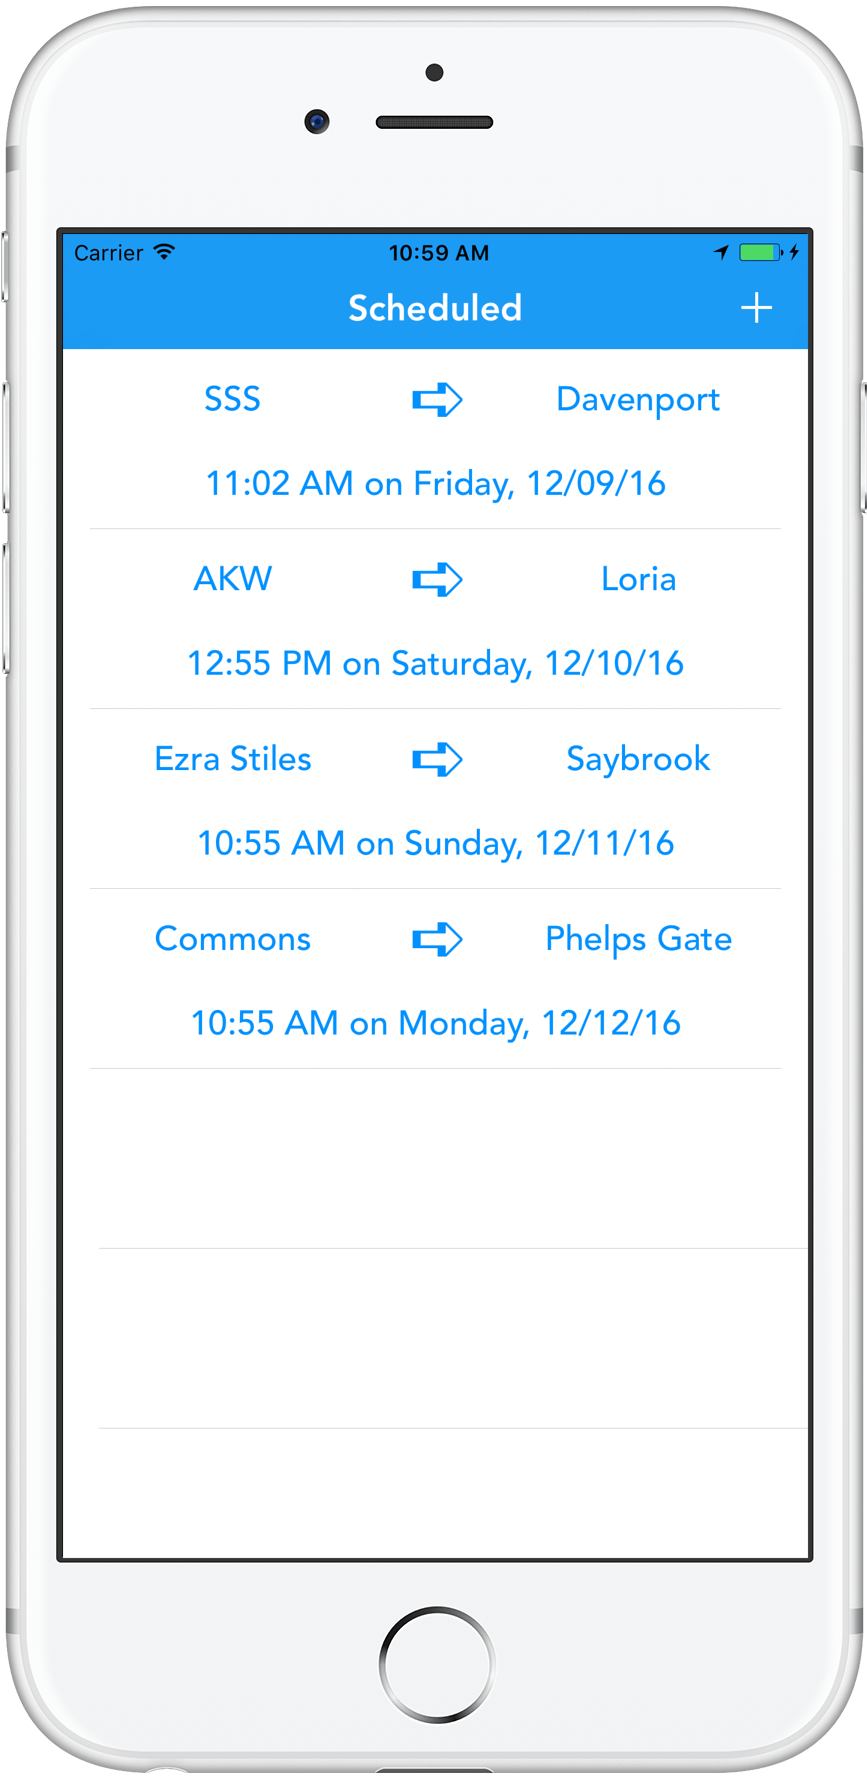 Carrier 10:59 AM
Scheduled +
SSS ➩ Davenport
11:02 AM on Friday, 12/09/16
AKW ➩ Loria
12:55 PM on Saturday, 12/10/16
Ezra Stiles ➩ Saybrook
10:55 AM on Sunday, 12/11/16
Commons ➩ Phelps Gate
10:55 AM on Monday, 12/12/16